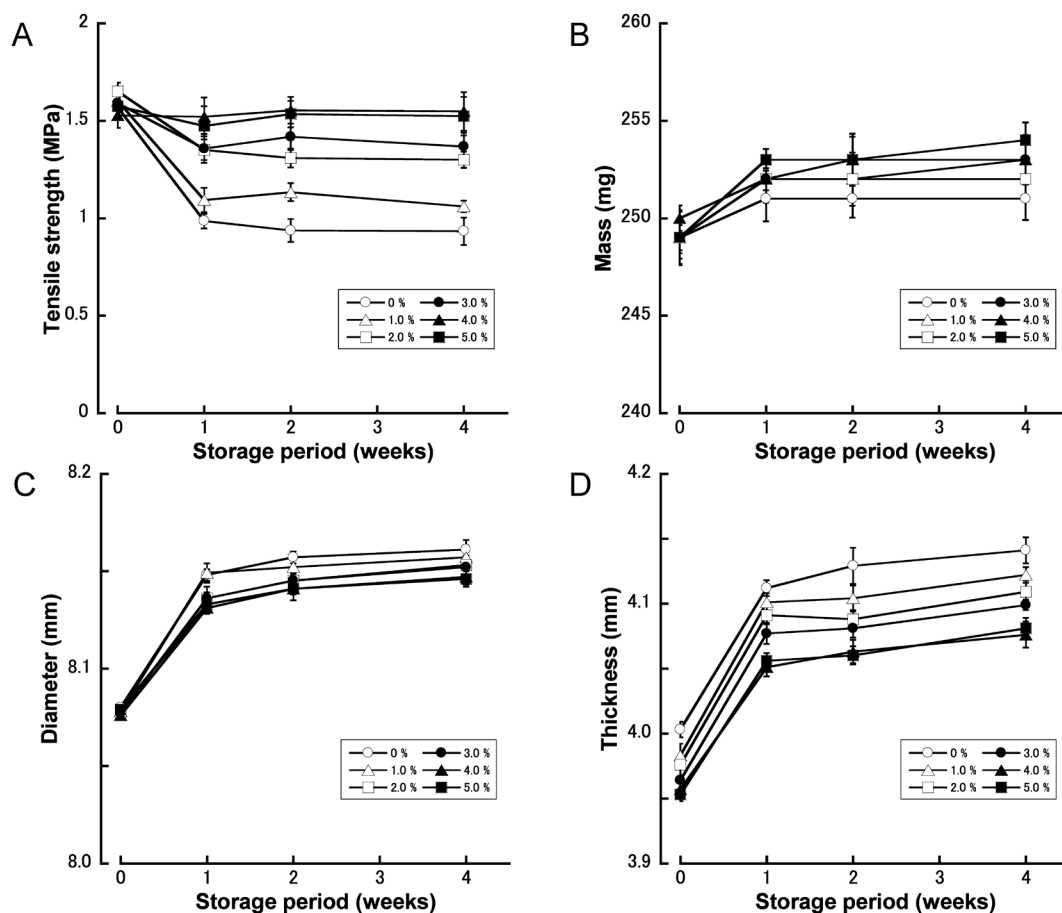 A
Tensile strength (MPa)
2
1.5
1
0.5
0
0 1 2 3 4
Storage period (weeks)
0 % 3.0 %
1.0 % 4.0 %
2.0 % 5.0 %
B
Mass (mg)
260
255
250
245
240
0 1 2 3 4
Storage period (weeks)
0 % 3.0 %
1.0 % 4.0 %
2.0 % 5.0 %
C
Diameter (mm)
8.2
8.1
8.0
0 1 2 3 4
Storage period (weeks)
0 % 3.0 %
1.0 % 4.0 %
2.0 % 5.0 %
D
Thickness (mm)
4.2
4.1
4.0
3.9
0 1 2 3 4
Storage period (weeks)
0 % 3.0 %
1.0 % 4.0 %
2.0 % 5.0 %